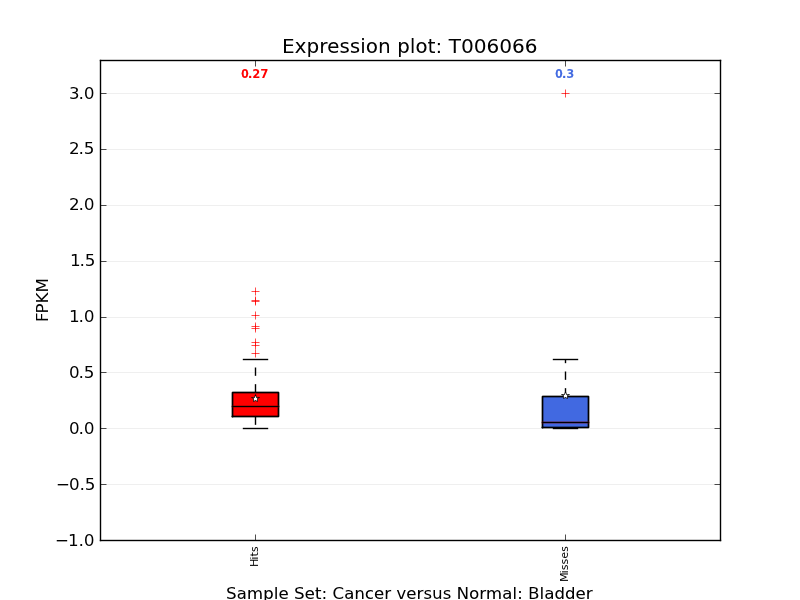 Expression plot: T006066
0.27
0.3
3.0
2.5
2.0
1.5
1.0
0.5
0.0
−0.5
−1.0
FPKM
Hits
Misses
Sample Set: Cancer versus Normal: Bladder